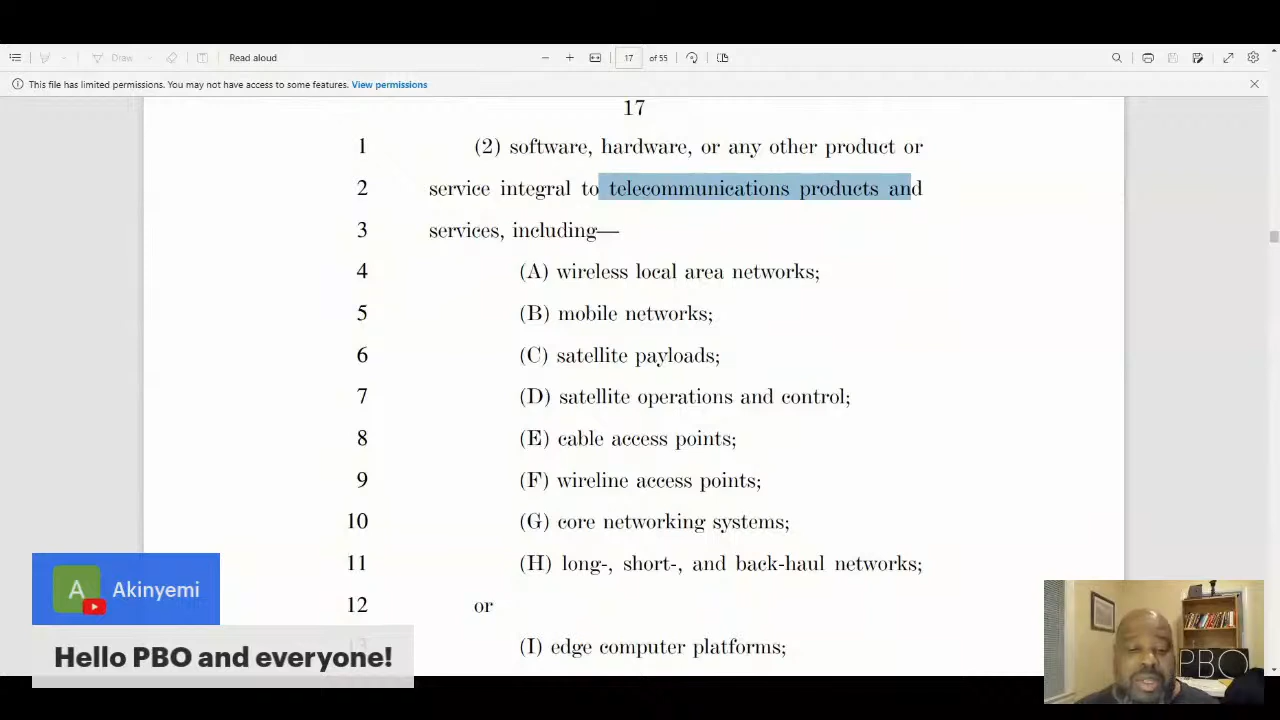 Draw
Read aloud
17
of 55
This file has limited permissions. You may not have access to some features. View permissions
17
1 (2) software, hardware, or any other product or
2 service integral to telecommunications products and
3 services, including—
4 (A) wireless local area networks;
5 (B) mobile networks;
6 (C) satellite payloads;
7 (D) satellite operations and control;
8 (E) cable access points;
9 (F) wireline access points;
10 (G) core networking systems;
11 (H) long-, short-, and back-haul networks;
12 or
(I) edge computer platforms;
A Akinyemi
Hello PBO and everyone!
PBO